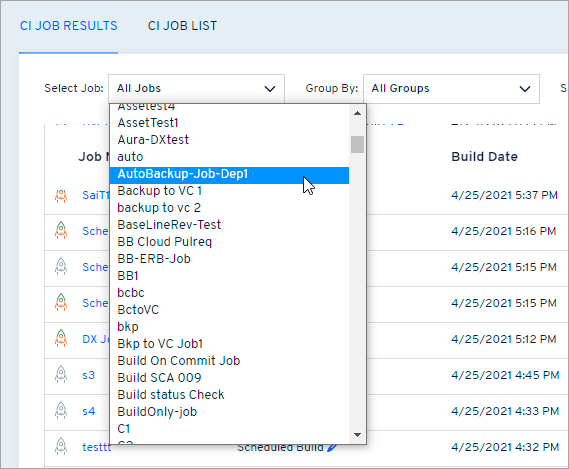 CI JOB RESULTS CI JOB LIST
Select Job: All Jobs Group By: All Groups S
Assetest4
AssetTest1
Aura-DXtest
auto
AutoBackup-Job-Dep1
Backup to VC 1
backup to vc 2
BaseLineRev-Test
BB Cloud Pulreq
BB-ERB-Job
BB1
bcbc
BctoVC
bkp
Bkp to VC Job1
Build On Commit Job
Build SCA 009
Build status Check
BuildOnly-job
C1
Job N Build Date
SaiT1 4/25/2021 5:37 PM
Sche 4/25/2021 5:16 PM
Sche 4/25/2021 5:15 PM
Sche 4/25/2021 5:15 PM
DX Jo 4/25/2021 5:12 PM
s3 4/25/2021 4:45 PM
s4 4/25/2021 4:33 PM
testtt Scheduled Build 4/25/2021 4:32 PM